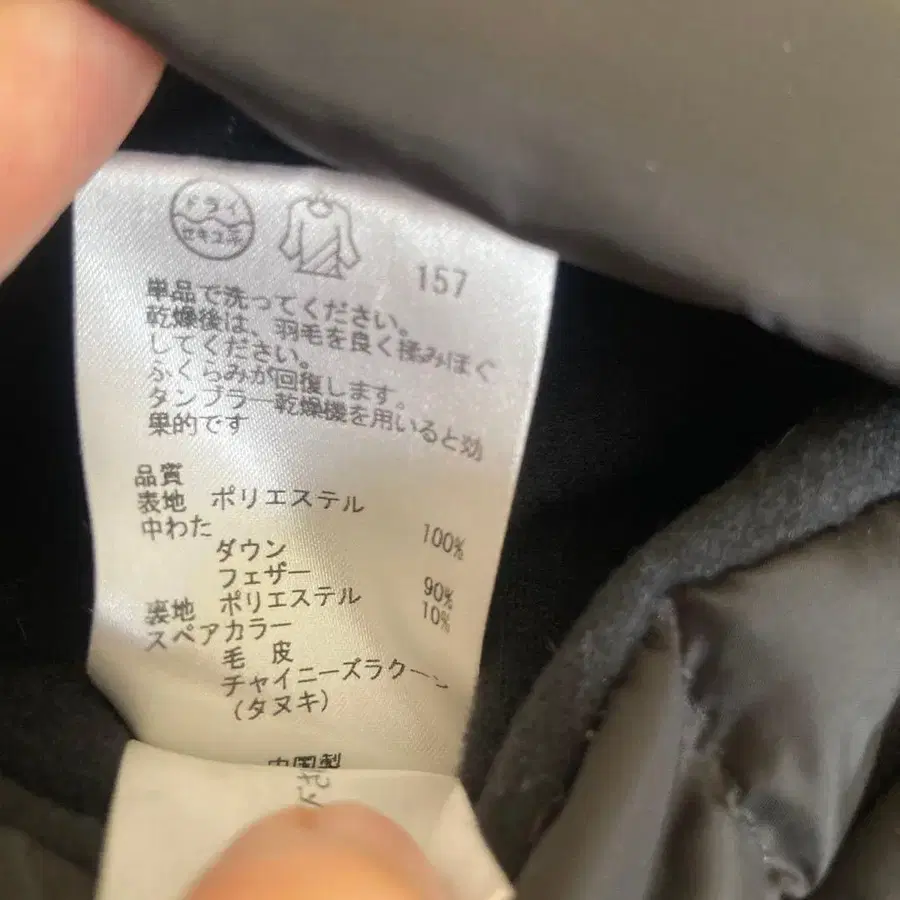 ドライ
セキユ系
157
単品で洗ってください。
乾燥後は、羽毛を良く揉みほぐ
してください。
ふくらみが回復します。
タンブラー乾燥機を用いると効
果的です
品質
表地 ポリエステル 100%
中わた
ダウン 90%
フェザー 10%
裏地 ポリエステル
スペアカラー
毛 皮
チャイニーズラクーン
(タヌキ)
中国製